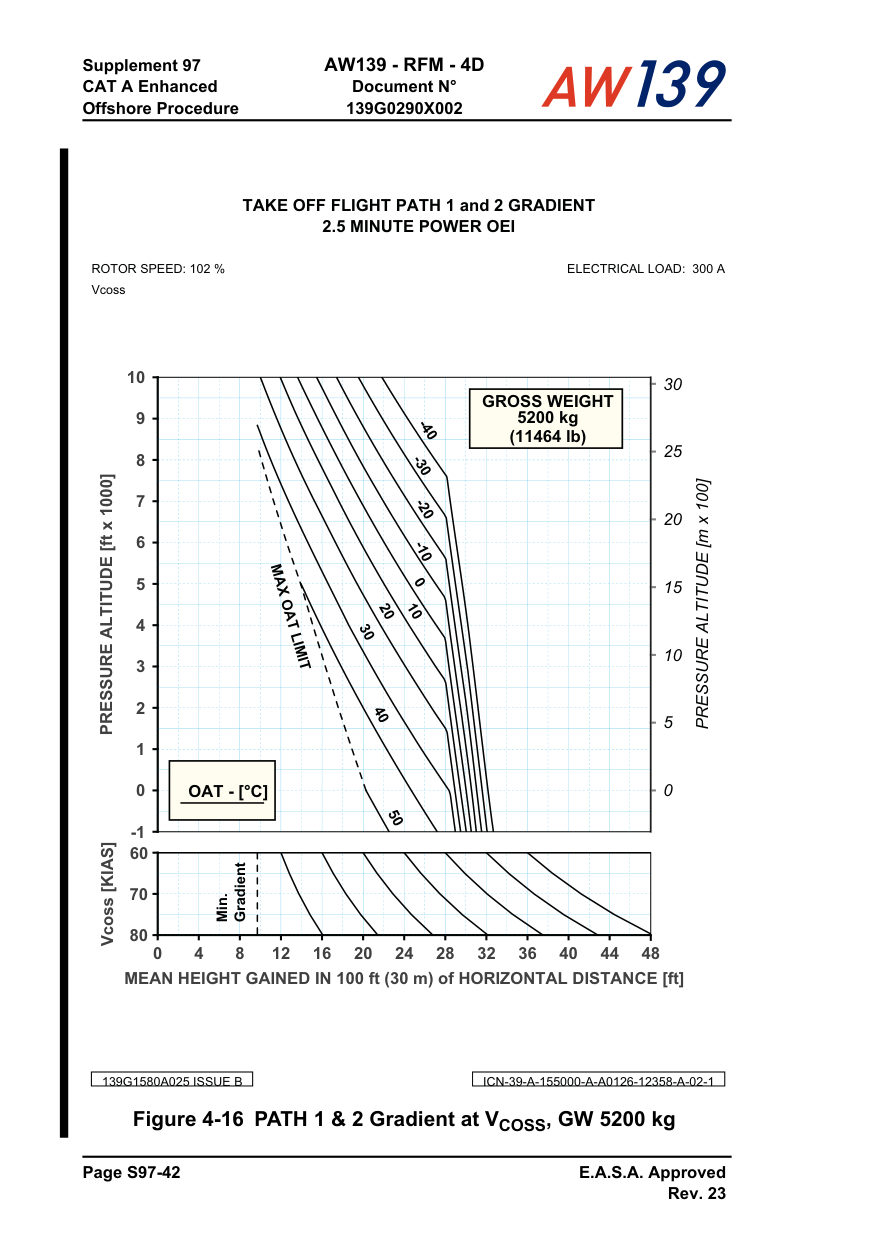 Supplement 97
CAT A Enhanced
Offshore Procedure
AW139 - RFM - 4D
Document N°
139G0290X002
AW139
TAKE OFF FLIGHT PATH 1 and 2 GRADIENT
2.5 MINUTE POWER OEI
ROTOR SPEED: 102 %
ELECTRICAL LOAD: 300 A
Vcoss
GROSS WEIGHT
5200 kg
(11464 lb)
PRESSURE ALTITUDE [ft x 1000]
10
9
8
7
6
5
4
3
2
1
0
-1
30
25
20
15
10
5
0
PRESSURE ALTITUDE [m x 100]
-40
-30
-20
-10
0
10
20
30
40
50
MAX OAT LIMIT
OAT - [°C]
Vcoss [KIAS]
60
70
80
Min.
Gradient
0 4 8 12 16 20 24 28 32 36 40 44 48
MEAN HEIGHT GAINED IN 100 ft (30 m) of HORIZONTAL DISTANCE [ft]
139G1580A025 ISSUE B
ICN-39-A-155000-A-A0126-12358-A-02-1
Figure 4-16 PATH 1 & 2 Gradient at VCOSS, GW 5200 kg
Page S97-42
E.A.S.A. Approved
Rev. 23